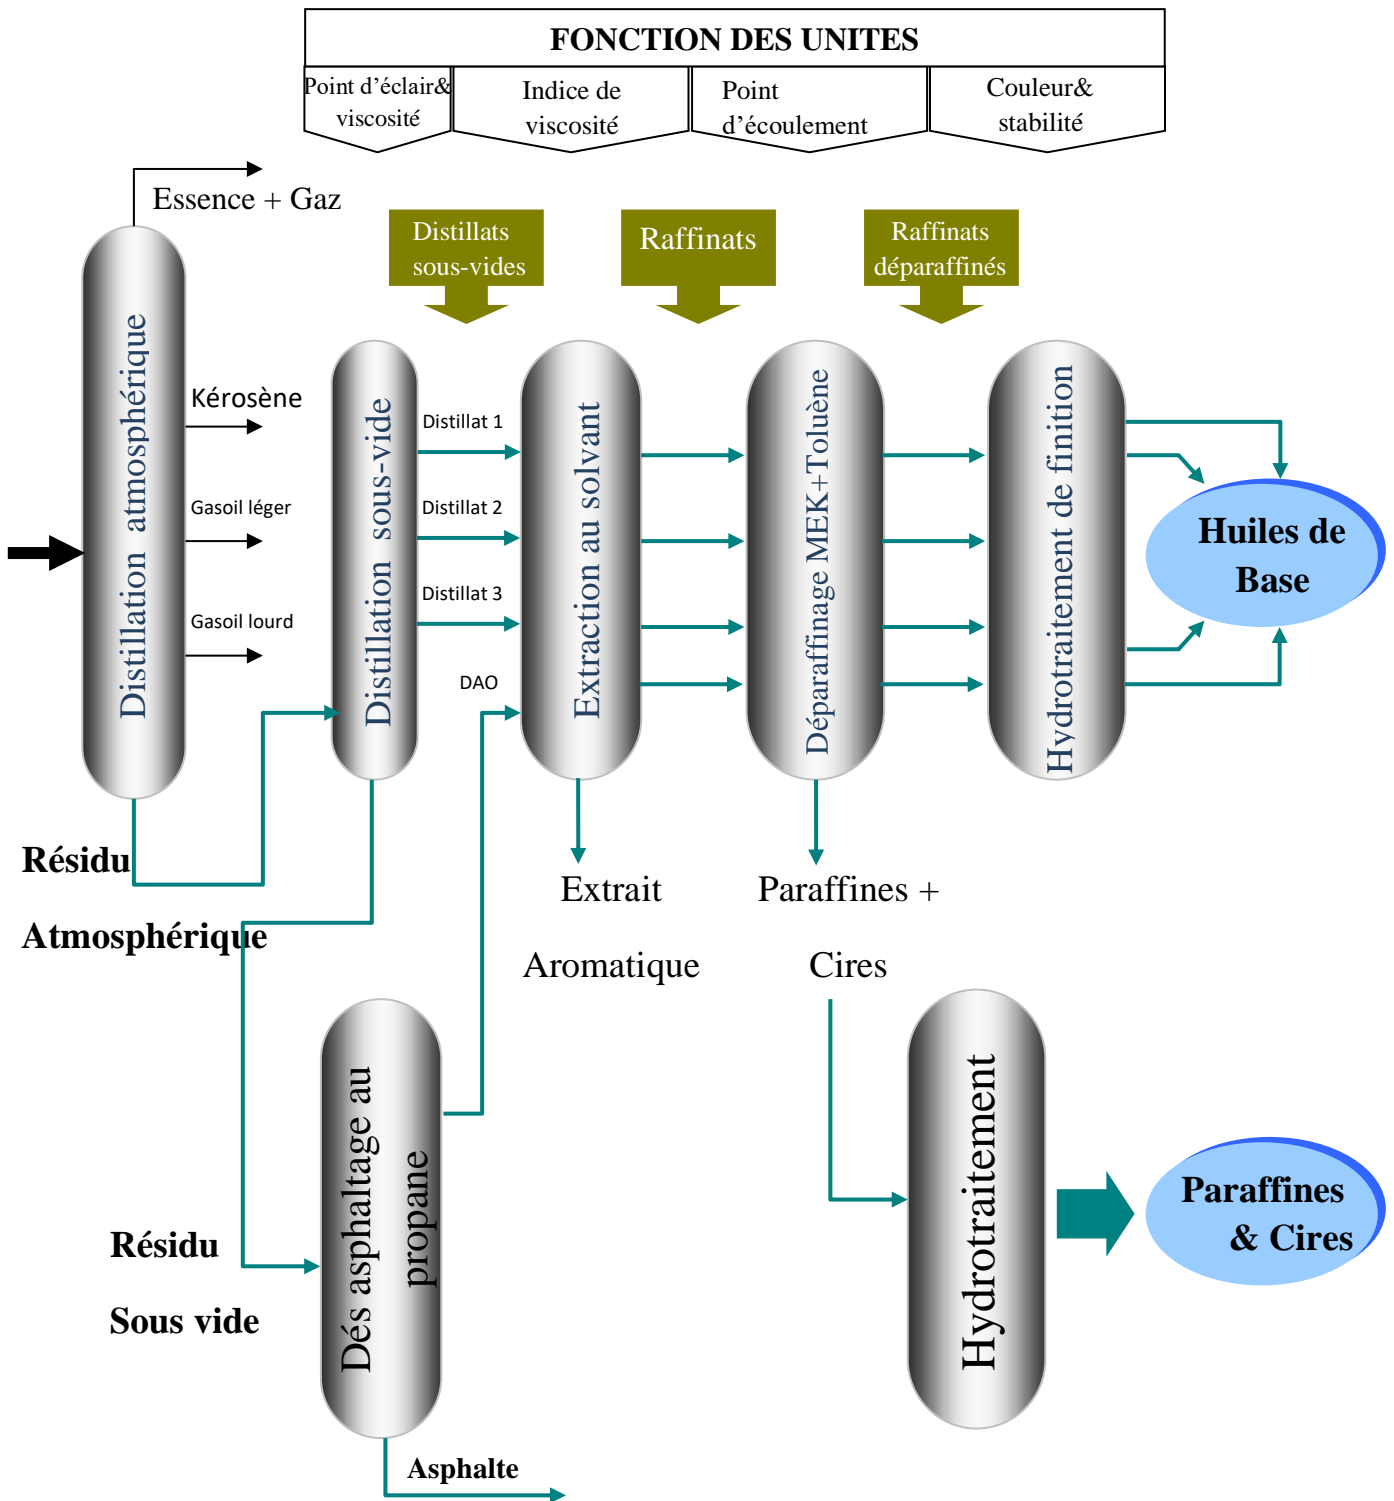 FONCTION DES UNITES
Point d'éclair&
viscosité
Indice de
viscosité
Point
d'écoulement
Couleur&
stabilité
Essence + Gaz
Distillats
sous-vides
Raffinats
Raffinats
déparaffinés
Distillation atmosphérique
Kérosène
Gasoil léger
Gasoil lourd
Distillation sous-vide
Distillat 1
Distillat 2
Distillat 3
DAO
Extraction au solvant
Déparaffinage MEK+Toluène
Hydrotraitement de finition
Huiles de
Base
Résidu
Atmosphérique
Extrait
Aromatique
Paraffines +
Cires
Dés asphaltage au
propane
Hydrotraitement
Paraffines
& Cires
Résidu
Sous vide
Asphalte